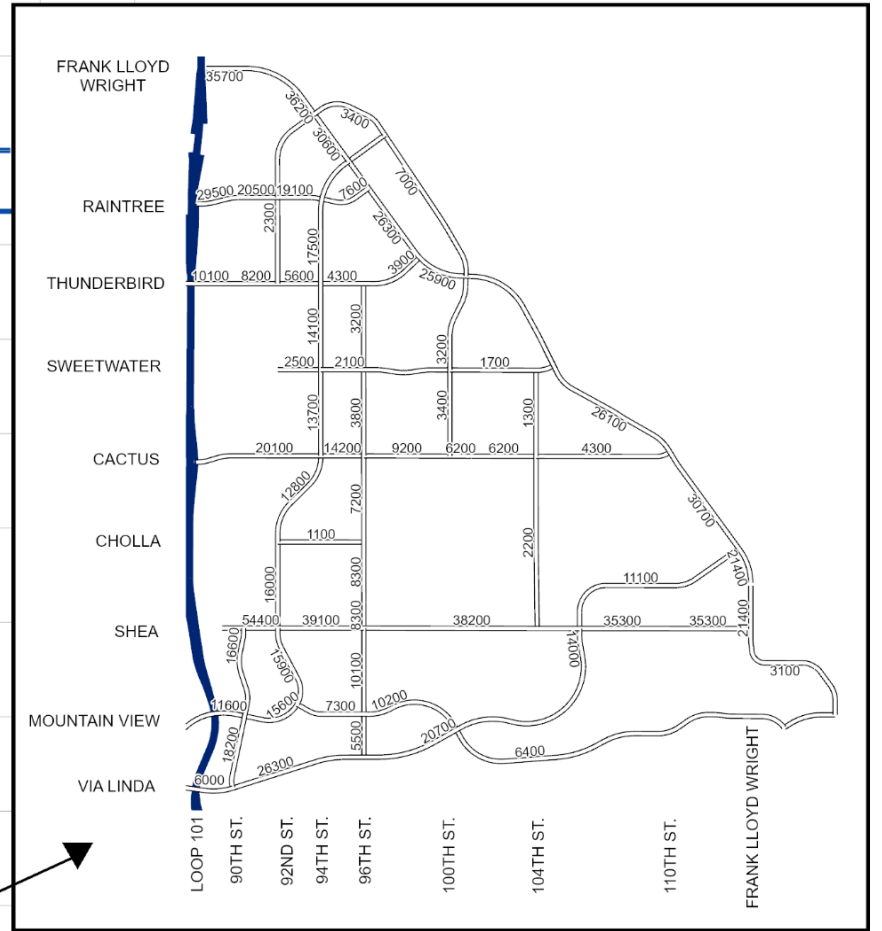 FRANK LLOYD
WRIGHT
35700
36200
3400
30600
7000
RAINTREE
29500 20500 19100 7600
2300
17500
26300
THUNDERBIRD
10100 8200 5600 4300 3900 25900
3200
14100
3200
SWEETWATER
2500 2100 1700
13700
3800
3400
1300
26100
CACTUS
20100 14200 9200 6200 6200 4300
12800
7200
30700
CHOLLA
1100
2200
16000
8300
11100
21400
SHEA
54400 39100 8300 38200 35300 35300 21400
16600
15900
10100
14000
3100
MOUNTAIN VIEW
11600 15600 7300 10200
18200
5500
20700
6400
VIA LINDA
6000 26300
LOOP 101
90TH ST.
92ND ST.
94TH ST.
96TH ST.
100TH ST.
104TH ST.
110TH ST.
FRANK LLOYD WRIGHT